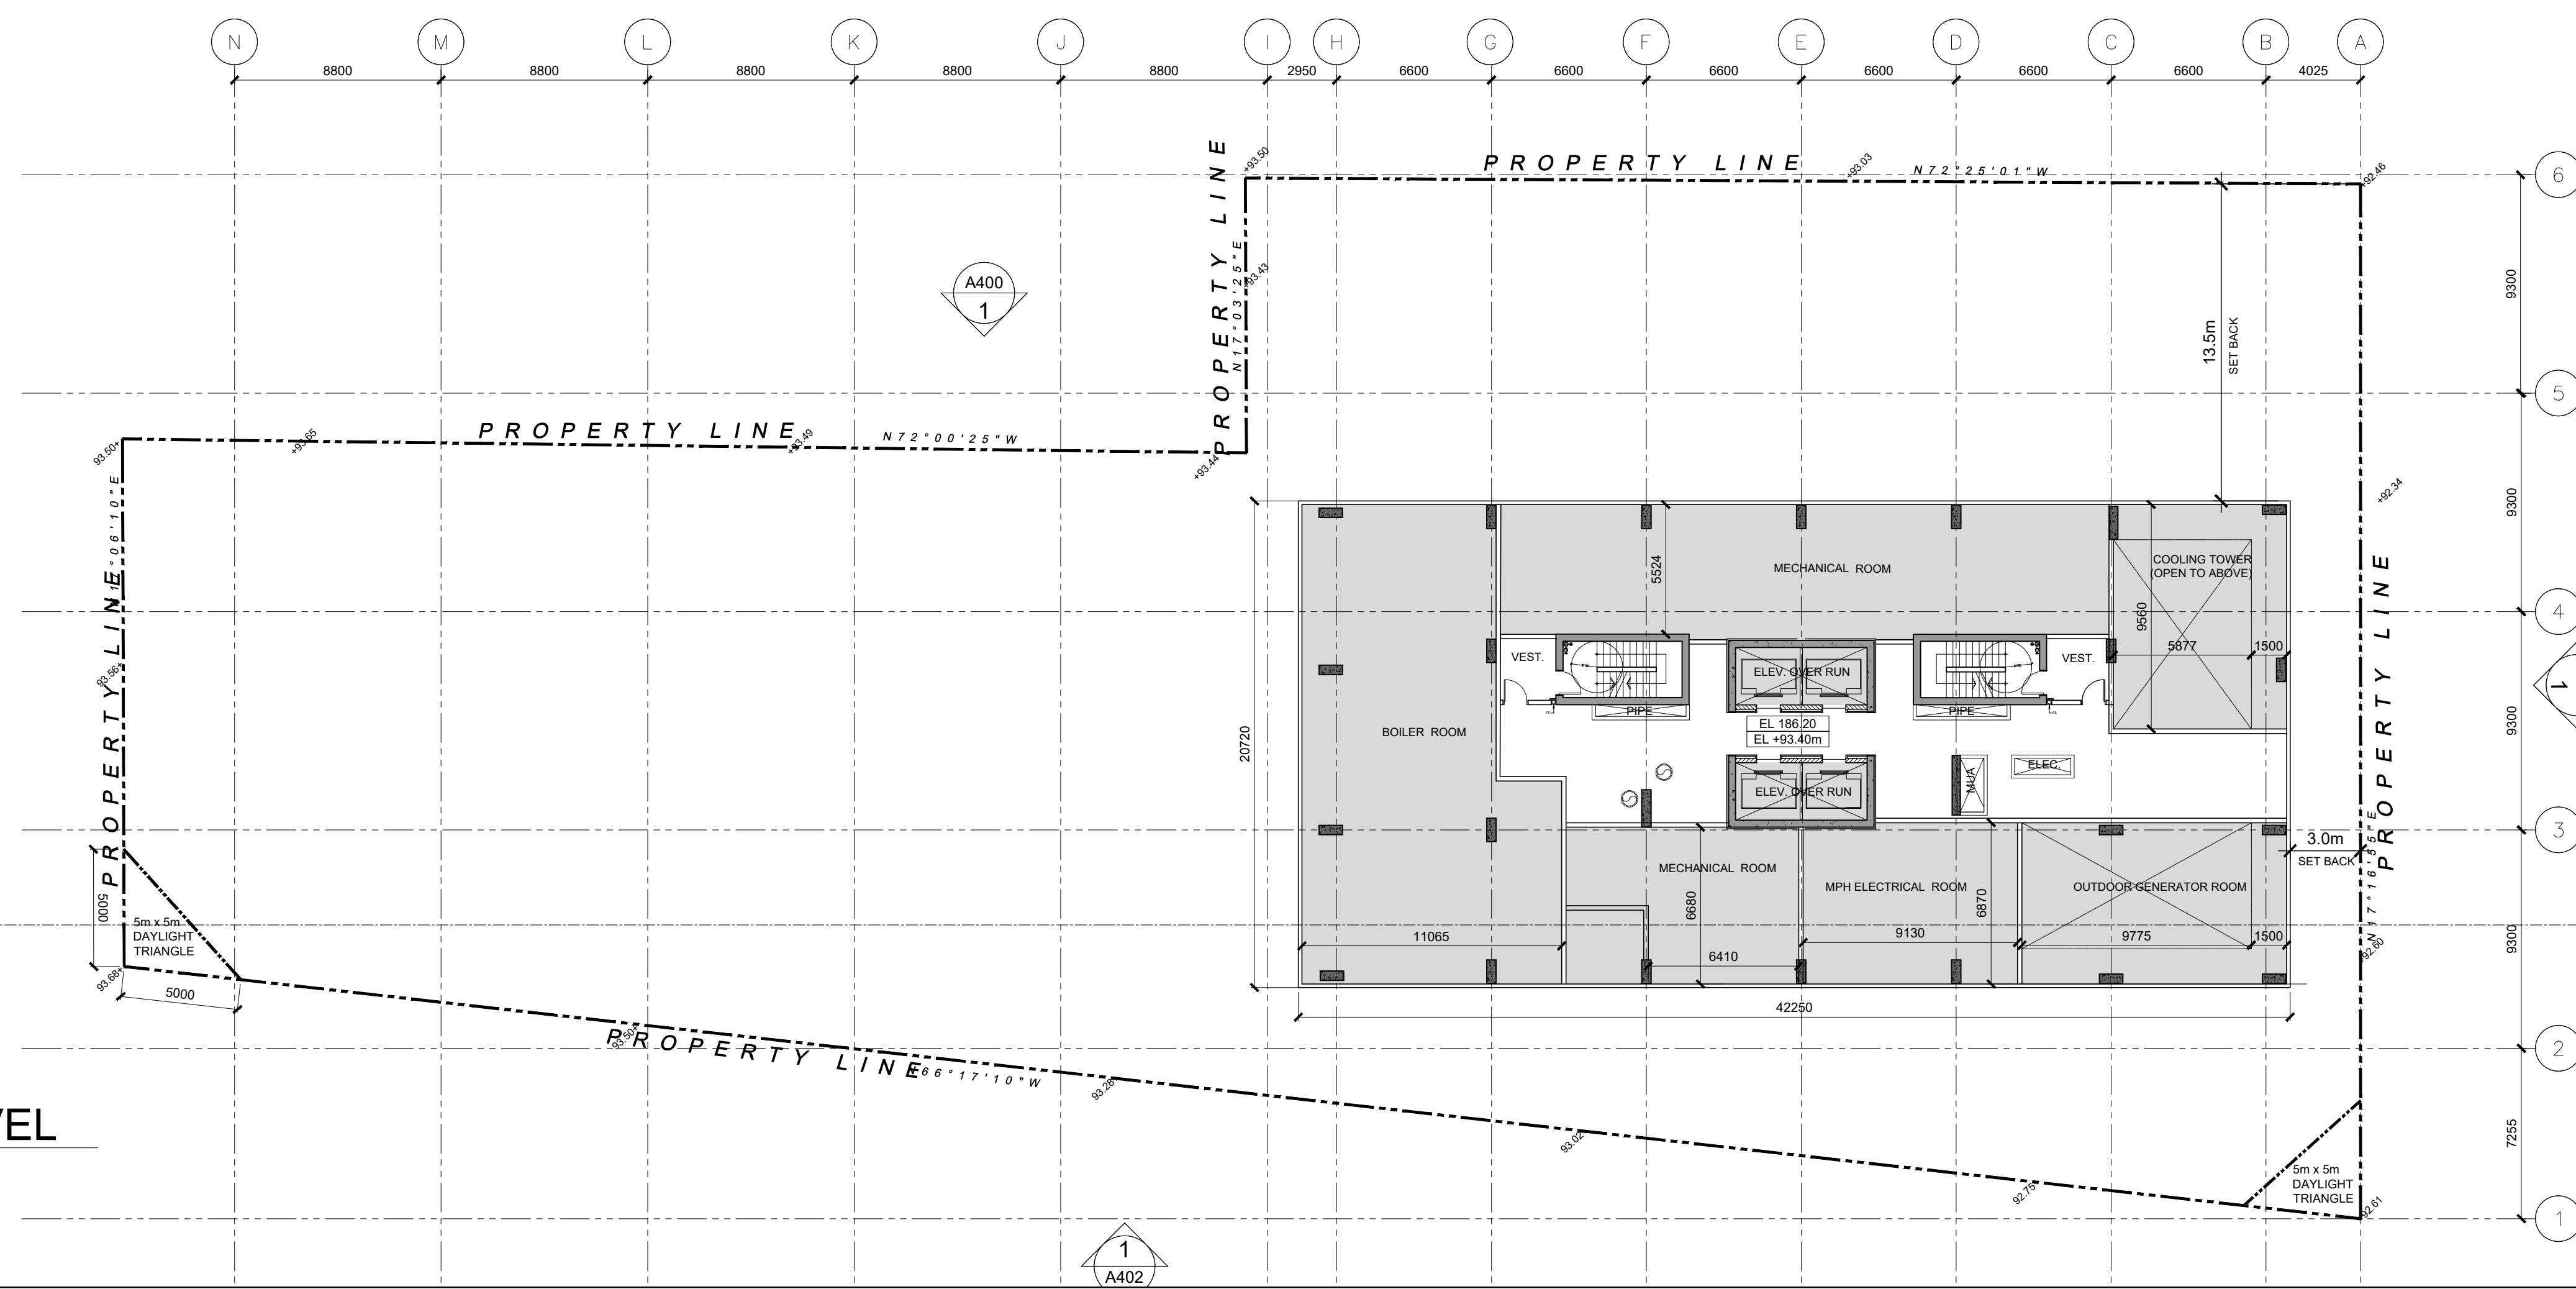 N M L K J I H G F E D C B A
8800 8800 8800 8800 8800 2950 6600 6600 6600 6600 6600 6600 4025
+93.50
PROPERTY LINE
+93.03
N72°25'01"W
+92.46
6
PROPERTY LINE
N17°03'25"E
+93.43
A400
1
9300
13.5m
SET BACK
5
PROPERTY LINE
93.50+
+93.65
+93.49
N72°00'25"W
+93.44
+92.34
9300
PROPERTY LINE
06'10"E
5524
MECHANICAL ROOM
COOLING TOWER
(OPEN TO ABOVE)
9560
4
PROPERTY LINE
93.56+
VEST.
ELEV. OVER RUN
VEST.
5877
1500
1
PIPE
PIPE
EL 186.20
EL +93.40m
BOILER ROOM
20720
9300
MUA
ELEC.
ELEV. OVER RUN
3
3.0m
SET BACK
N17°16'55"E
5000
MECHANICAL ROOM
MPH ELECTRICAL ROOM
OUTDOOR GENERATOR ROOM
6680
6870
5m x 5m
DAYLIGHT
TRIANGLE
11065
9130
9775
1500
9300
+92.60
6410
93.68+
5000
42250
93.50+
PROPERTY LINE
66°17'10"W
2
93.28
VEL
93.02
7255
5m x 5m
DAYLIGHT
TRIANGLE
92.75
92.61
1
1
A402